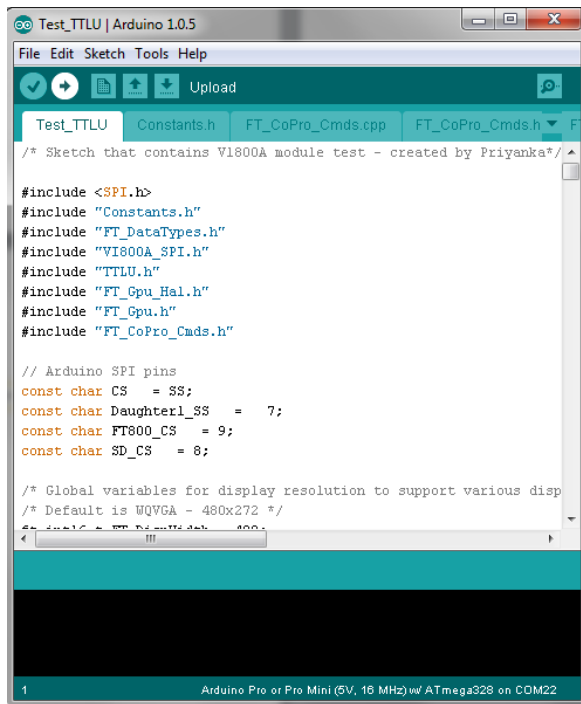 Test_TTLU | Arduino 1.0.5
File Edit Sketch Tools Help
Upload
Test_TTLU Constants.h FT_CoPro_Cmds.cpp FT_CoPro_Cmds.h F
/* Sketch that contains V1800A module test - created by Priyanka*/
#include <SPI.h>
#include "Constants.h"
#include "FT_DataTypes.h"
#include "VI800A_SPI.h"
#include "TTLU.h"
#include "FT_Gpu_Hal.h"
#include "FT_Gpu.h"
#include "FT_CoPro_Cmds.h"
// Arduino SPI pins
const char CS = SS;
const char Daughter1_SS = 7;
const char FT800_CS = 9;
const char SD_CS = 8;
/* Global variables for display resolution to support various disp
/* Default is WQVGA - 480x272 */
1 Arduino Pro or Pro Mini (5V, 16 MHz) w/ ATmega328 on COM22